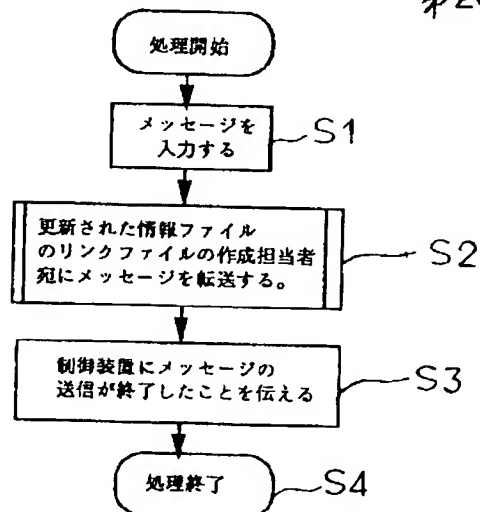 第2
処理開始
メッセージを
入力する
S1
更新された情報ファイル
のリンクファイルの作成担当者
宛にメッセージを転送する。
S2
制御装置にメッセージの
送信が終了したことを伝える
S3
処理終了
S4